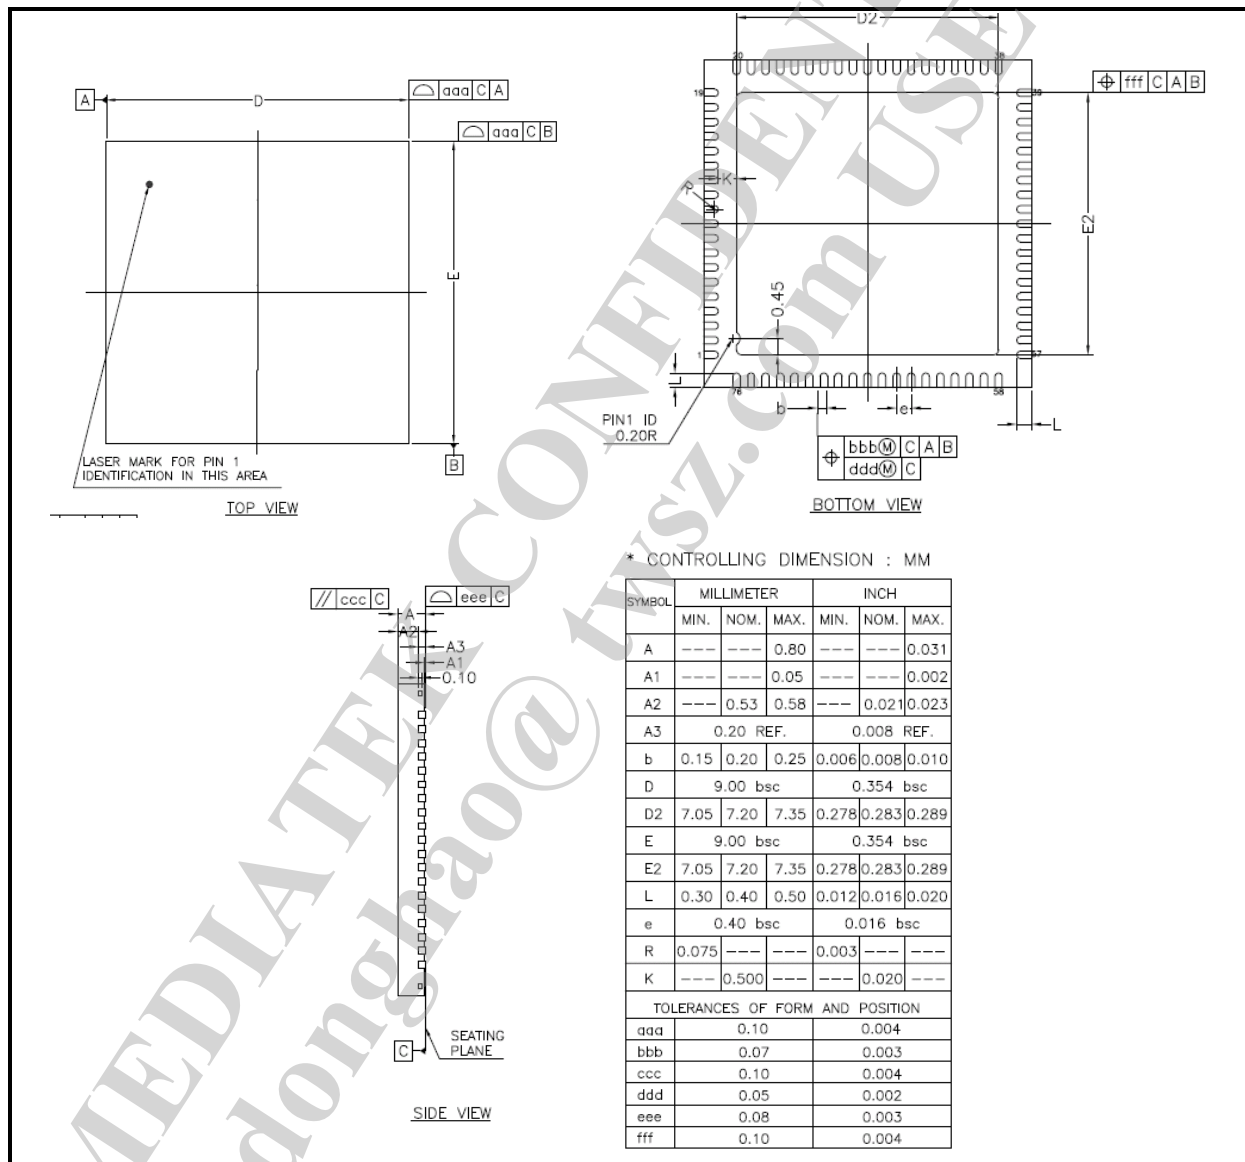 D2
20
38
A
D
⌓ aaa C A
⌓ aaa C B
19
39
⌖ fff C A B
K
R
E
E2
0.45
1
57
L
76
58
b
e
L
PIN1 ID
0.20R
⌖ bbbⓂ C A B
dddⓂ C
LASER MARK FOR PIN 1
IDENTIFICATION IN THIS AREA
B
TOP VIEW
BOTTOM VIEW
* CONTROLLING DIMENSION : MM
// ccc C
⌓ eee C
A
A2
A3
A1
0.10
SEATING
PLANE
C
SIDE VIEW
SYMBOL MILLIMETER INCH
MIN. NOM. MAX. MIN. NOM. MAX.
A --- --- 0.80 --- --- 0.031
A1 --- --- 0.05 --- --- 0.002
A2 --- 0.53 0.58 --- 0.021 0.023
A3 0.20 REF. 0.008 REF.
b 0.15 0.20 0.25 0.006 0.008 0.010
D 9.00 bsc 0.354 bsc
D2 7.05 7.20 7.35 0.278 0.283 0.289
E 9.00 bsc 0.354 bsc
E2 7.05 7.20 7.35 0.278 0.283 0.289
L 0.30 0.40 0.50 0.012 0.016 0.020
e 0.40 bsc 0.016 bsc
R 0.075 --- --- 0.003 --- ---
K --- 0.500 --- --- 0.020 ---
TOLERANCES OF FORM AND POSITION
aaa 0.10 0.004
bbb 0.07 0.003
ccc 0.10 0.004
ddd 0.05 0.002
eee 0.08 0.003
fff 0.10 0.004
MEDIATEK CONFIDEN
donghao@ twsz.com USE